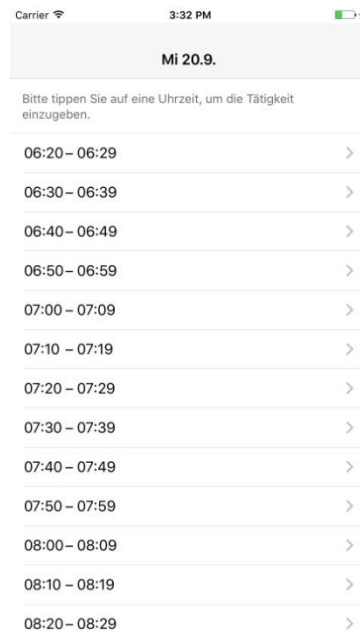 Carrier 3:32 PM
Mi 20.9.
Bitte tippen Sie auf eine Uhrzeit, um die Tätigkeit
einzugeben.
06:20 – 06:29
06:30 – 06:39
06:40 – 06:49
06:50 – 06:59
07:00 – 07:09
07:10 – 07:19
07:20 – 07:29
07:30 – 07:39
07:40 – 07:49
07:50 – 07:59
08:00 – 08:09
08:10 – 08:19
08:20 – 08:29